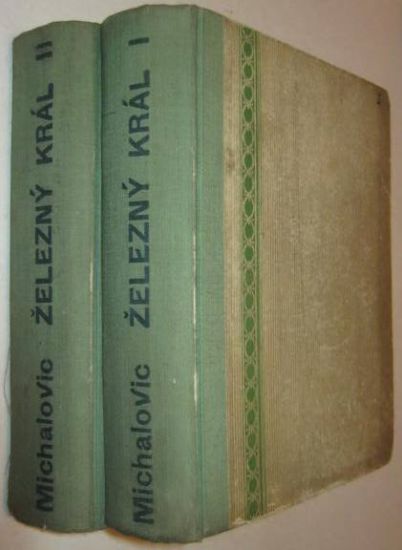 Michalovic ŽELEZNÝ KRÁL II
Michalovic ŽELEZNÝ KRÁL I